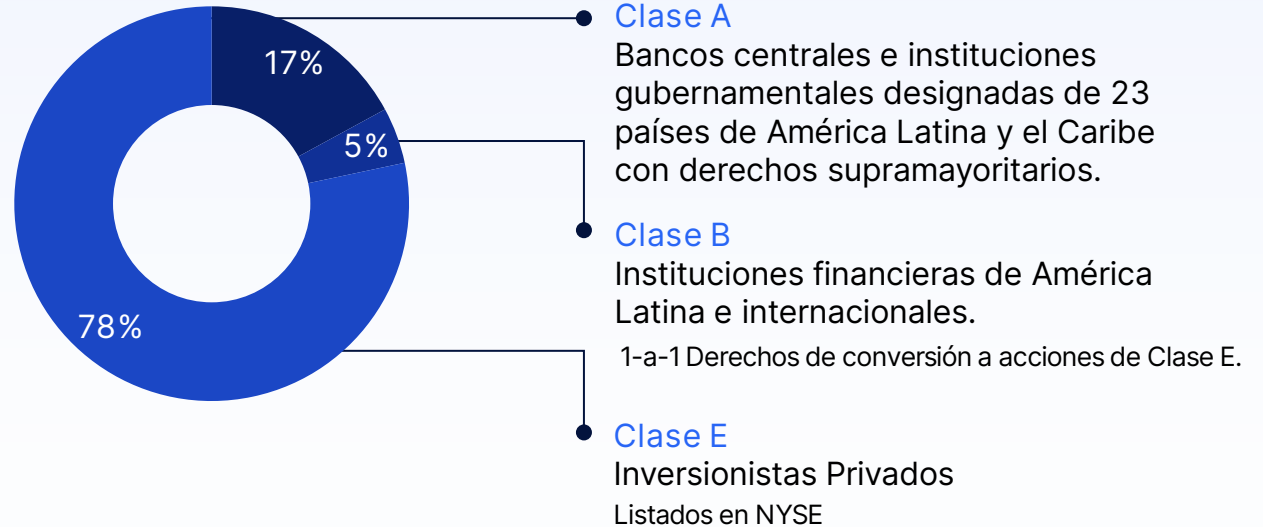 17%
5%
78%
Clase A
Bancos centrales e instituciones
gubernamentales designadas de 23
países de América Latina y el Caribe
con derechos supramayoritarios.
Clase B
Instituciones financieras de América
Latina e internacionales.
1-a-1 Derechos de conversión a acciones de Clase E.
Clase E
Inversionistas Privados
Listados en NYSE